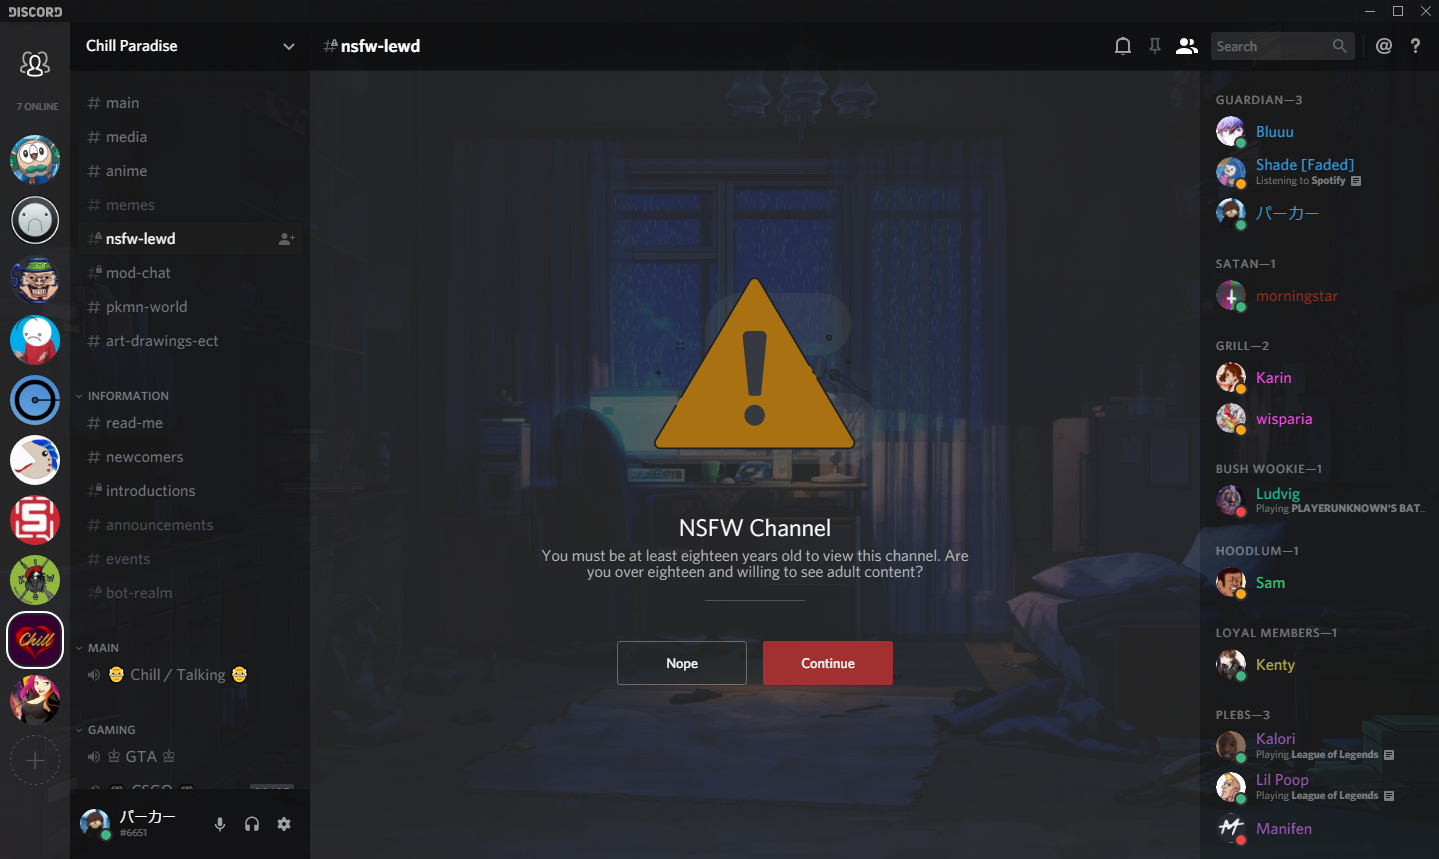 DISCORD
Chill Paradise
nsfw-lewd
Search
7 ONLINE
main
media
anime
memes
nsfw-lewd
mod-chat
pkmn-world
art-drawings-ect
INFORMATION
read-me
newcomers
introductions
announcements
events
bot-realm
MAIN
Chill / Talking
GAMING
GTA
CSGO
パーカー
#6651
Chill
NSFW Channel
You must be at least eighteen years old to view this channel. Are
you over eighteen and willing to see adult content?
Nope
Continue
GUARDIAN—3
Bluuu
Shade [Faded]
Listening to Spotify
パーカー
SATAN—1
morningstar
GRILL—2
Karin
wisparia
BUSH WOOKIE—1
Ludvig
Playing PLAYERUNKNOWN'S BAT..
HOODLUM—1
Sam
LOYAL MEMBERS—1
Kenty
PLEBS—3
Kalori
Playing League of Legends
Lil Poop
Playing League of Legends
Manifen